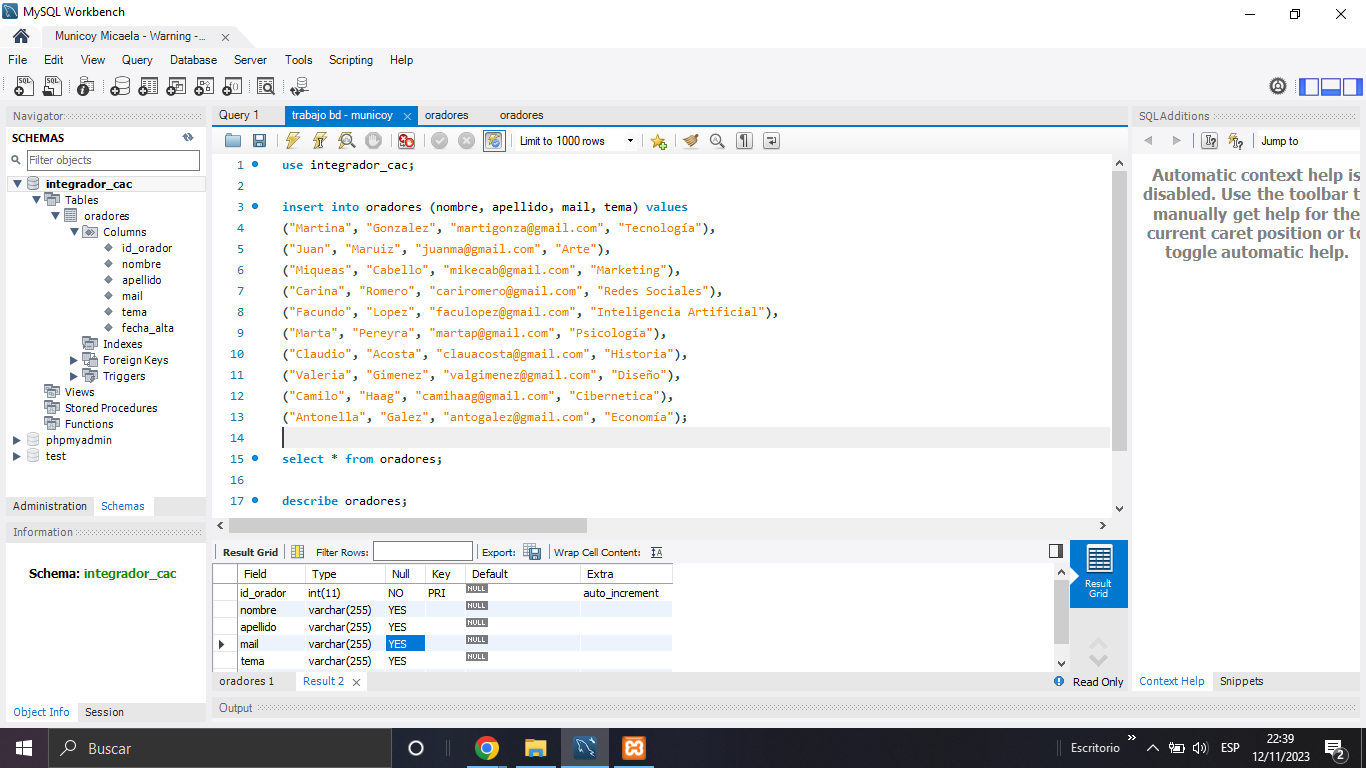 MySQL Workbench
Municoy Micaela - Warning -...
File Edit View Query Database Server Tools Scripting Help
Navigator
SCHEMAS
Filter objects
integrador_cac
Tables
oradores
Columns
id_orador
nombre
apellido
mail
tema
fecha_alta
Indexes
Foreign Keys
Triggers
Views
Stored Procedures
Functions
phpmyadmin
test
Administration Schemas
Information
Schema: integrador_cac
Object Info Session
Query 1 trabajo bd - municoy oradores oradores
Limit to 1000 rows
1 use integrador_cac;
2
3 insert into oradores (nombre, apellido, mail, tema) values
4 ("Martina", "Gonzalez", "martigonza@gmail.com", "Tecnología"),
5 ("Juan", "Maruiz", "juanma@gmail.com", "Arte"),
6 ("Miqueas", "Cabello", "mikecab@gmail.com", "Marketing"),
7 ("Carina", "Romero", "cariromero@gmail.com", "Redes Sociales"),
8 ("Facundo", "Lopez", "faculopez@gmail.com", "Inteligencia Artificial"),
9 ("Marta", "Pereyra", "martap@gmail.com", "Psicología"),
10 ("Claudio", "Acosta", "clauacosta@gmail.com", "Historia"),
11 ("Valeria", "Gimenez", "valgimenez@gmail.com", "Diseño"),
12 ("Camilo", "Haag", "camihaag@gmail.com", "Cibernetica"),
13 ("Antonella", "Galez", "antogalez@gmail.com", "Economía");
14
15 select * from oradores;
16
17 describe oradores;
Result Grid Filter Rows: Export: Wrap Cell Content:
Field Type Null Key Default Extra
id_orador int(11) NO PRI NULL auto_increment
nombre varchar(255) YES NULL
apellido varchar(255) YES NULL
mail varchar(255) YES NULL
tema varchar(255) YES NULL
Result
Grid
oradores 1 Result 2
Read Only
Output
SQLAdditions
Jump to
Automatic context help is
disabled. Use the toolbar t
manually get help for the
current caret position or to
toggle automatic help.
Context Help Snippets
Buscar
Escritorio
ESP
22:39
12/11/2023
2